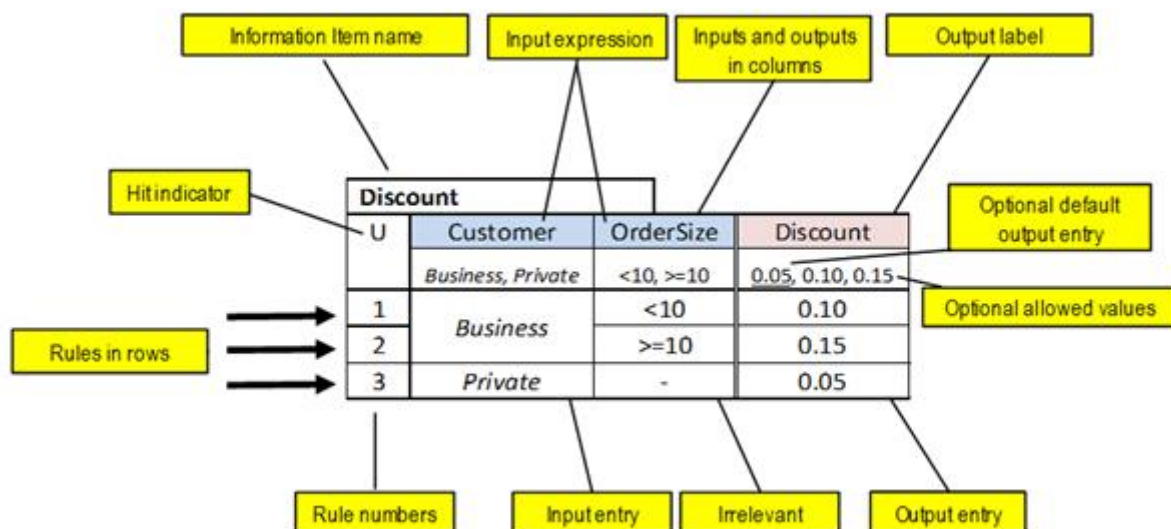 Information Item name
Input expression
Inputs and outputs
in columns
Output label
Hit indicator
Discount
Optional default
output entry
U
Customer
OrderSize
Discount
Business, Private
<10, >=10
0.05, 0.10, 0.15
Optional allowed values
Rules in rows
1
Business
<10
0.10
2
>=10
0.15
3
Private
-
0.05
Rule numbers
Input entry
Irrelevant
Output entry